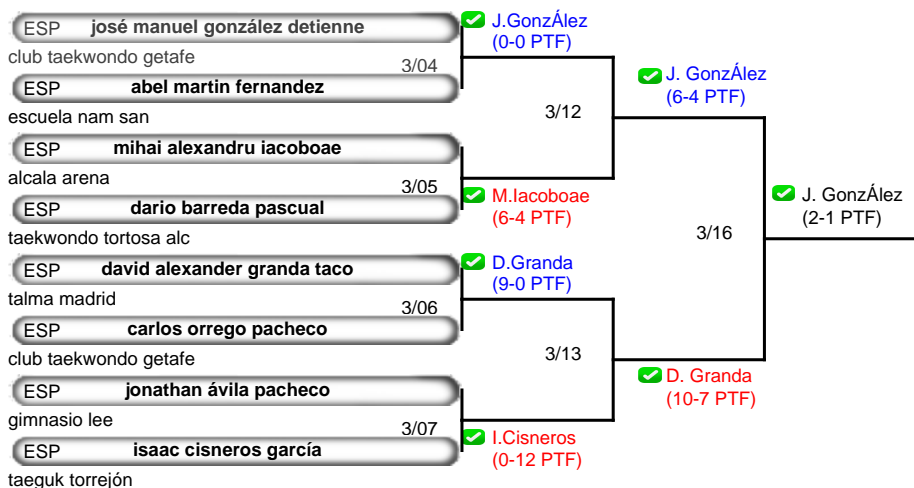 ESP josé manuel gonzález detienne
club taekwondo getafe
3/04
ESP abel martin fernandez
escuela nam san
ESP mihai alexandru iacoboae
alcala arena
3/05
ESP dario barreda pascual
taekwondo tortosa alc
ESP david alexander granda taco
talma madrid
3/06
ESP carlos orrego pacheco
club taekwondo getafe
ESP jonathan ávila pacheco
gimnasio lee
3/07
ESP isaac cisneros garcía
taeguk torrejón
J.GonzÁlez
(0-0 PTF)
3/12
M.Iacoboae
(6-4 PTF)
D.Granda
(9-0 PTF)
3/13
I.Cisneros
(0-12 PTF)
J. GonzÁlez
(6-4 PTF)
3/16
D. Granda
(10-7 PTF)
J. GonzÁlez
(2-1 PTF)